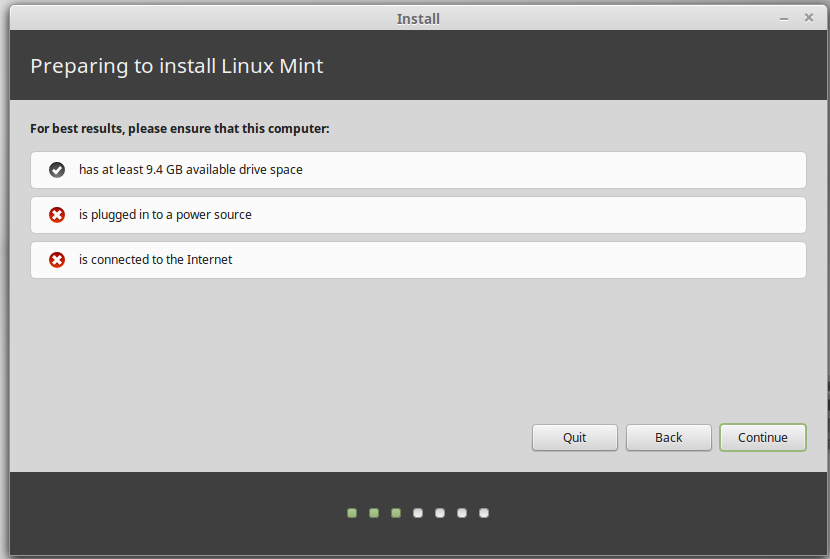 Install
Preparing to install Linux Mint
For best results, please ensure that this computer:
has at least 9.4 GB available drive space
is plugged in to a power source
is connected to the Internet
Quit Back Continue